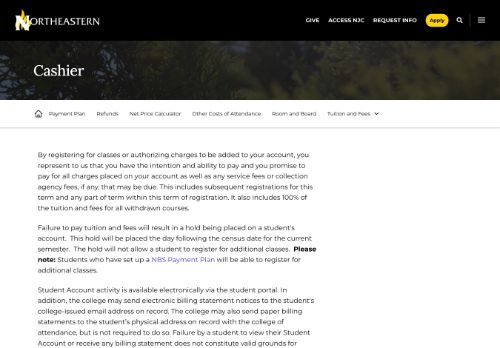 NORTHEASTERN
GIVE ACCESS NJC REQUEST INFO Apply
Cashier
Payment Plan Refunds Net Price Calculator Other Costs of Attendance Room and Board Tuition and Fees
By registering for classes or authorizing charges to be added to your account, you
represent to us that you have the intention and ability to pay and you promise to
pay for all charges placed on your account as well as any service fees or collection
agency fees, if any, that may be due. This includes subsequent registrations for this
term and any part of term within this term of registration. It also includes 100% of
the tuition and fees for all withdrawn courses.
Failure to pay tuition and fees will result in a hold being placed on a student's
account. This hold will be placed the day following the census date for the current
semester. The hold will not allow a student to register for additional classes. Please
note: Students who have set up a NBS Payment Plan will be able to register for
additional classes.
Student Account activity is available electronically via the student portal. In
addition, the college may send electronic billing statement notices to the student's
college-issued email address on record. The college may also send paper billing
statements to the student's physical address on record with the college of
attendance, but is not required to do so. Failure by a student to view their Student
Account or receive any billing statement does not constitute valid grounds for